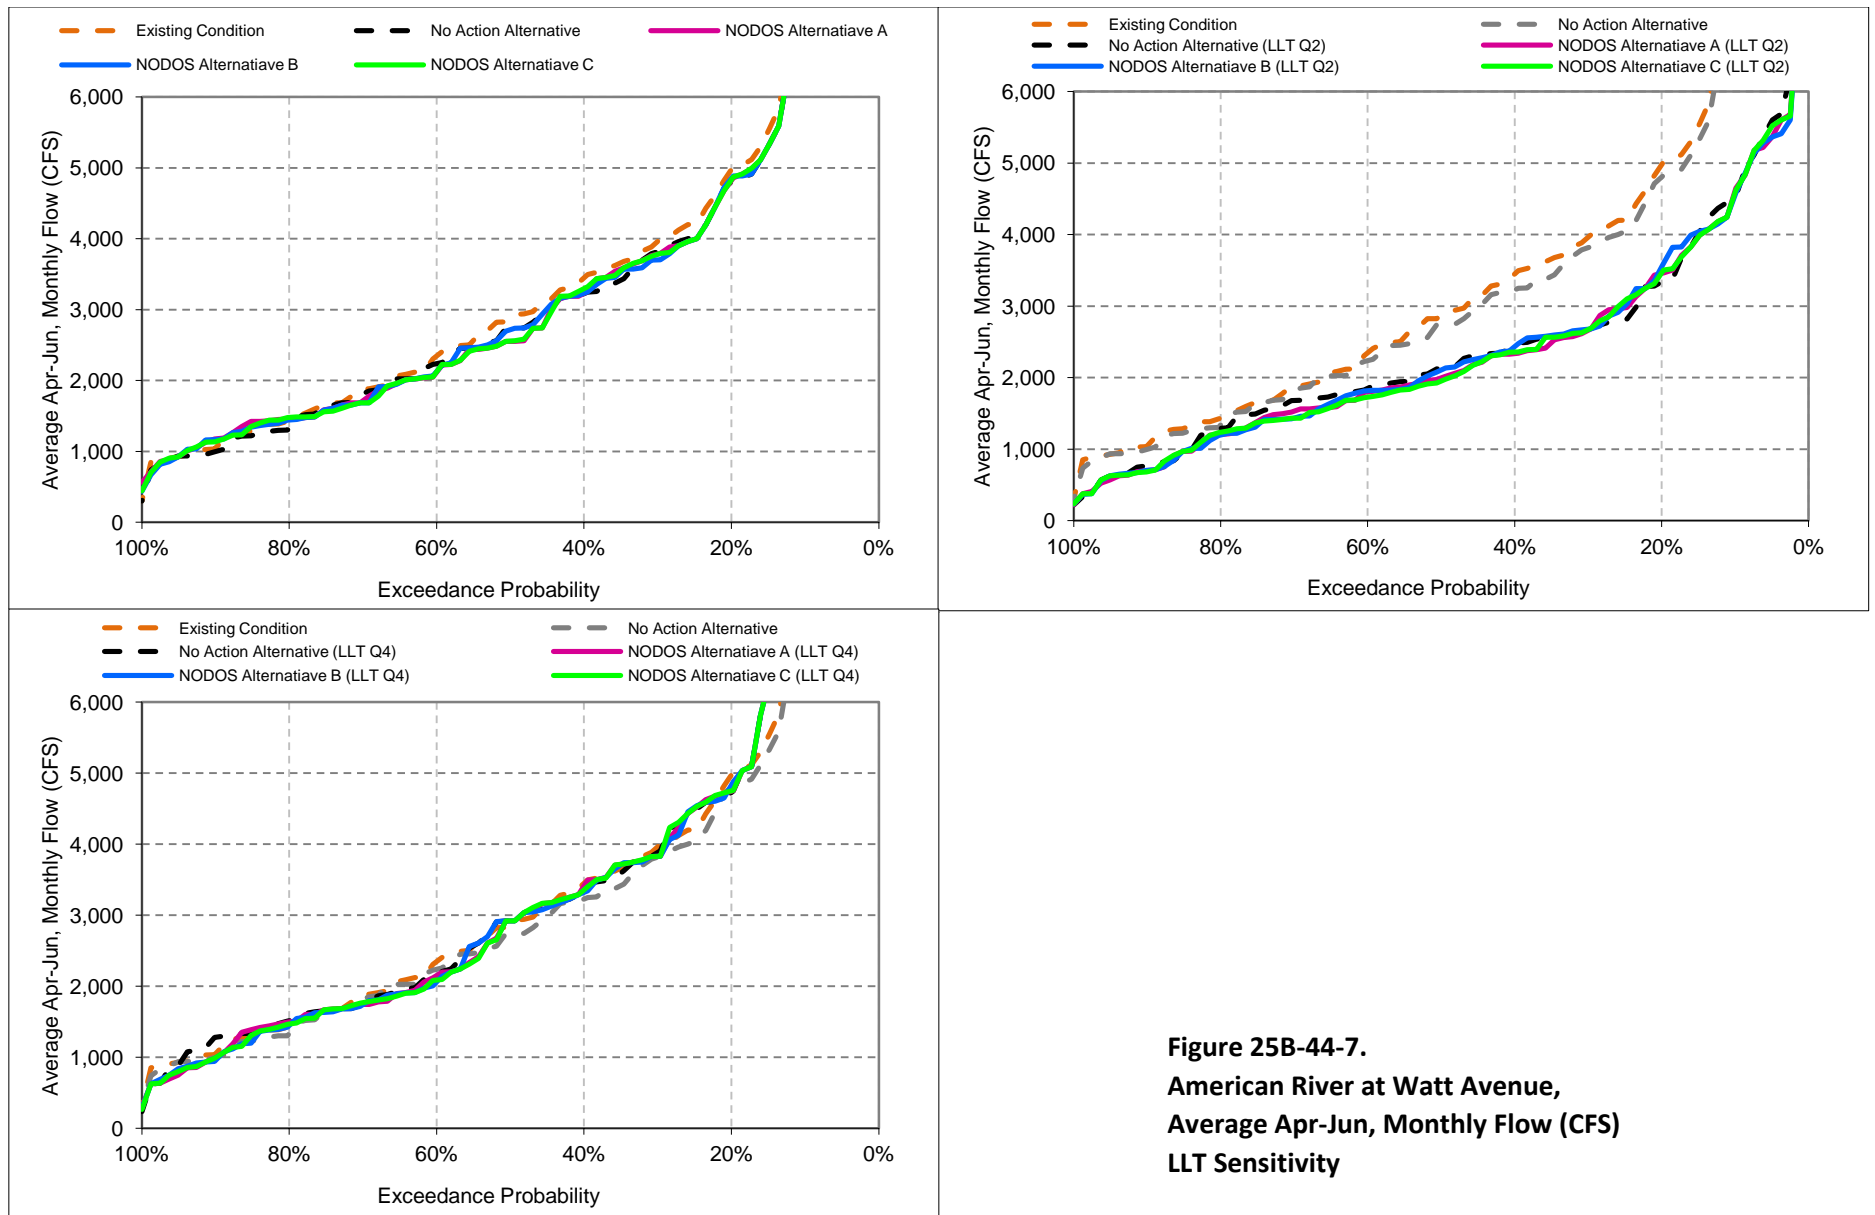 Existing Condition
No Action Alternative
NODOS Alternatiave A
NODOS Alternatiave B
NODOS Alternatiave C
6,000
5,000
4,000
3,000
2,000
1,000
0
Average Apr-Jun, Monthly Flow (CFS)
100% 80% 60% 40% 20% 0%
Exceedance Probability
Existing Condition
No Action Alternative
No Action Alternative (LLT Q2)
NODOS Alternatiave A (LLT Q2)
NODOS Alternatiave B (LLT Q2)
NODOS Alternatiave C (LLT Q2)
6,000
5,000
4,000
3,000
2,000
1,000
0
Average Apr-Jun, Monthly Flow (CFS)
100% 80% 60% 40% 20% 0%
Exceedance Probability
Existing Condition
No Action Alternative
No Action Alternative (LLT Q4)
NODOS Alternatiave A (LLT Q4)
NODOS Alternatiave B (LLT Q4)
NODOS Alternatiave C (LLT Q4)
6,000
5,000
4,000
3,000
2,000
1,000
0
Average Apr-Jun, Monthly Flow (CFS)
100% 80% 60% 40% 20% 0%
Exceedance Probability
Figure 25B-44-7.
American River at Watt Avenue,
Average Apr-Jun, Monthly Flow (CFS)
LLT Sensitivity